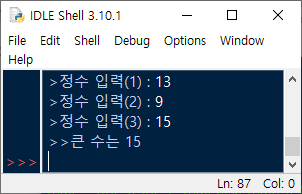 IDLE Shell 3.10.1
File Edit Shell Debug Options Window
Help
>정수 입력(1) : 13
>정수 입력(2) : 9
>정수 입력(3) : 15
>>큰 수는 15
>>>
Ln: 87 Col: 0